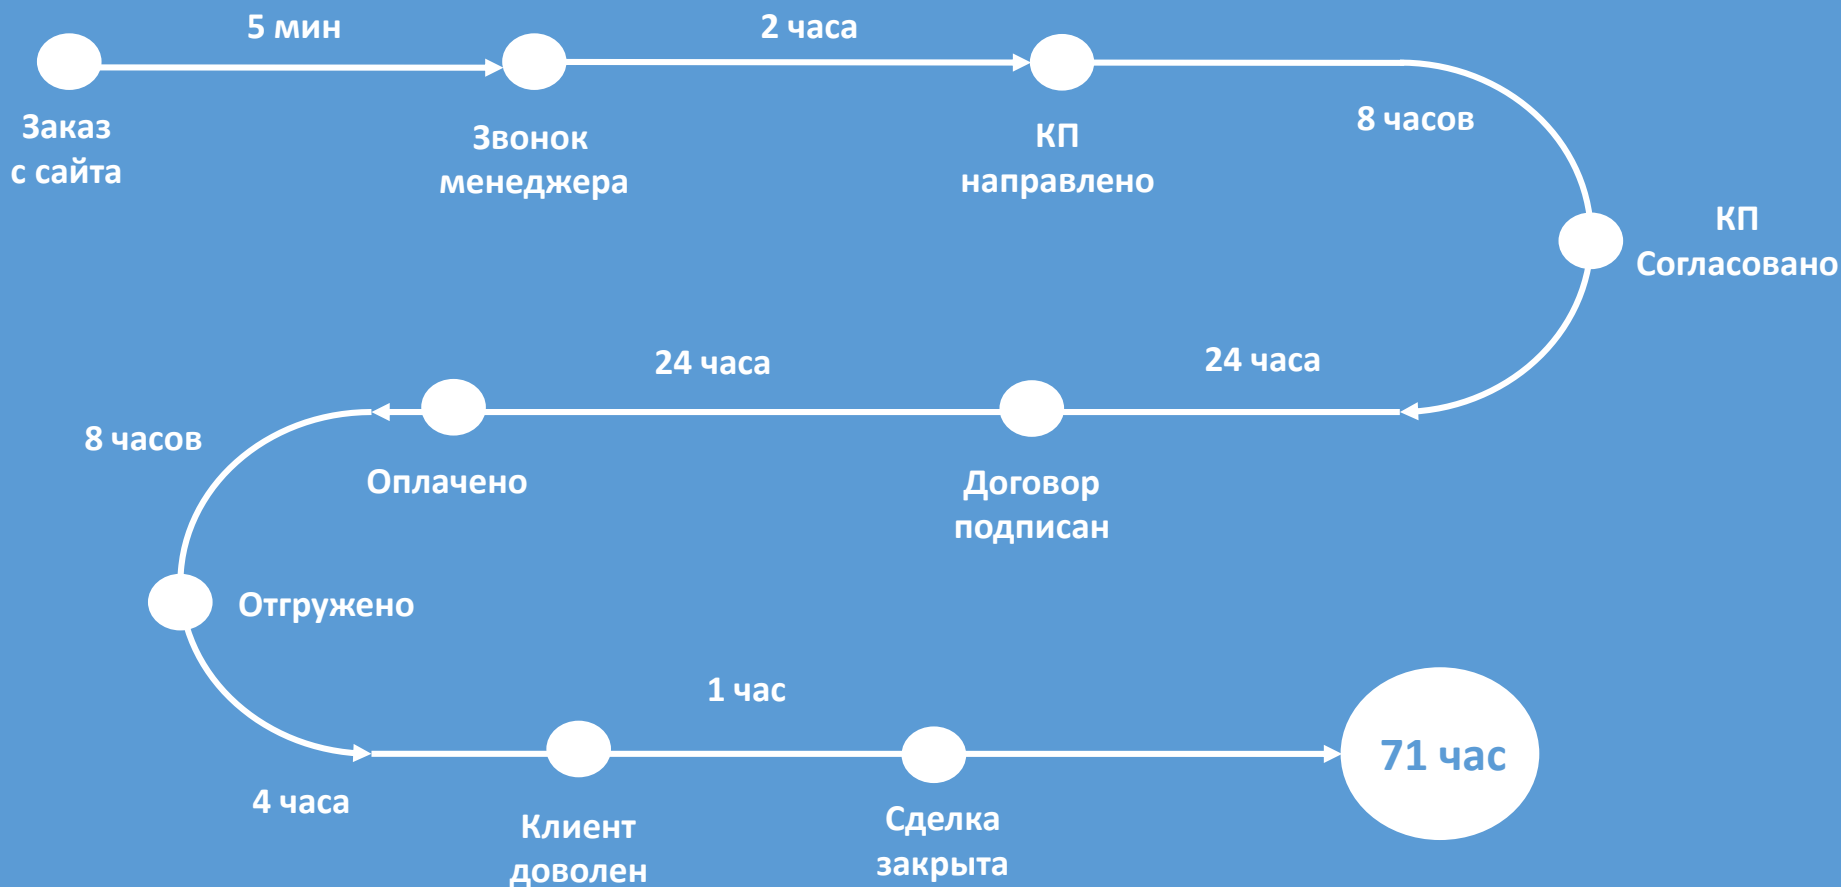 5 мин
2 часа
Заказ
с сайта
Звонок
менеджера
КП
направлено
8 часов
КП
Согласовано
24 часа
24 часа
Договор
подписан
Оплачено
8 часов
Отгружено
4 часа
Клиент
доволен
1 час
Сделка
закрыта
71 час